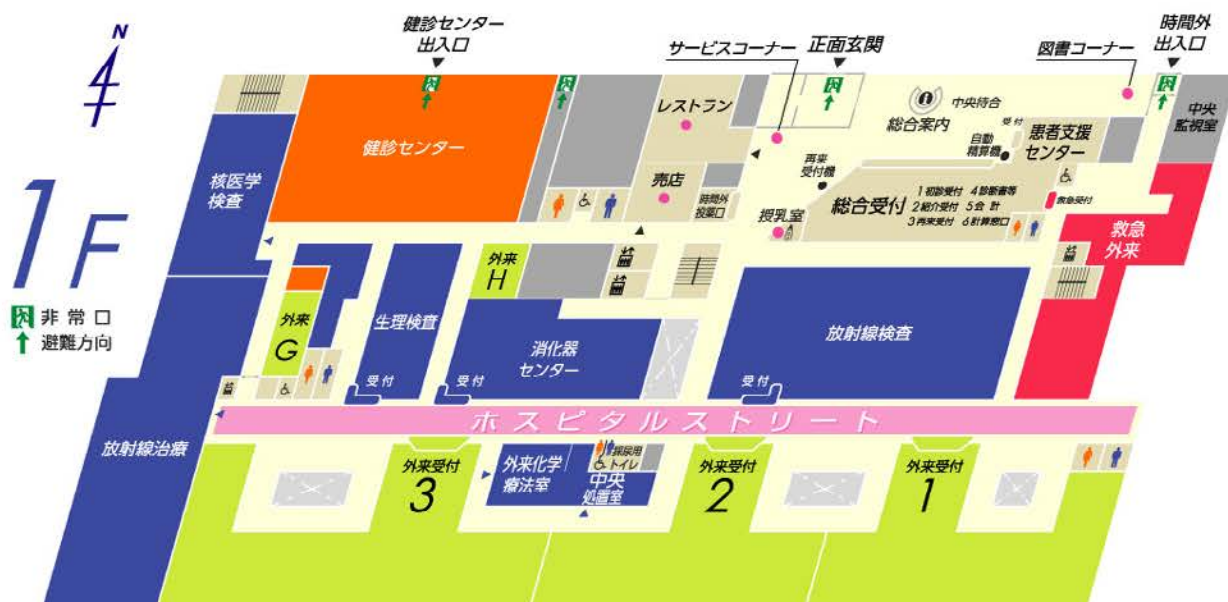 N
健診センター
出入口
サービスコーナー
正面玄関
図書コーナー
時間外
出入口
1F
非常口
避難方向
核医学
検査
健診センター
レストラン
売店
時間外
投薬口
総合案内
中央待合
受付
自動
精算機
患者支援
センター
中央
監視室
再来
受付機
授乳室
総合受付
1 初診受付 4 診断書等
2 紹介受付 5 会計
3 再来受付 6 計算窓口
救急受付
救急
外来
外来
H
外来
G
生理検査
消化器
センター
放射線検査
受付
受付
受付
ホスピタルストリート
放射線治療
外来受付
3
外来化学
療法室
採尿用
トイレ
中央
処置室
外来受付
2
外来受付
1